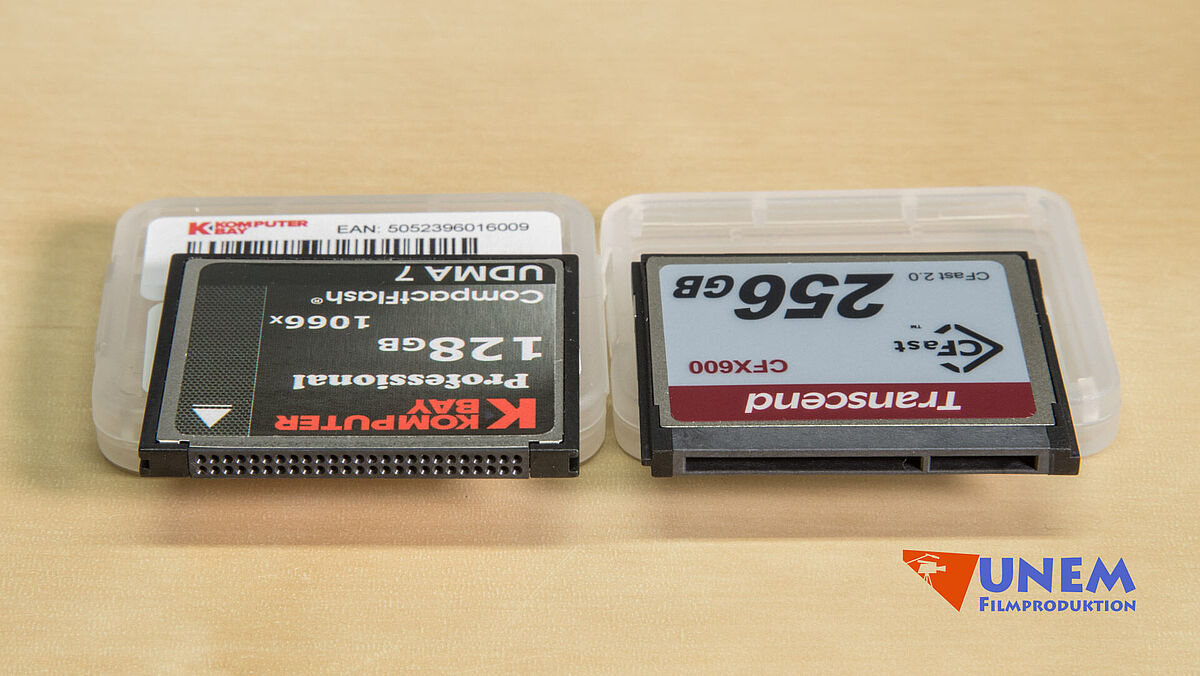 KOMPUTER
BAY
EAN: 5052396016009
UDMA 7
CompactFlash®
1066x
128GB
Professional
KOMPUTER
BAY
Transcend
CFX600
CFast™
256GB
CFast 2.0
UNEM
FILMPRODUKTION